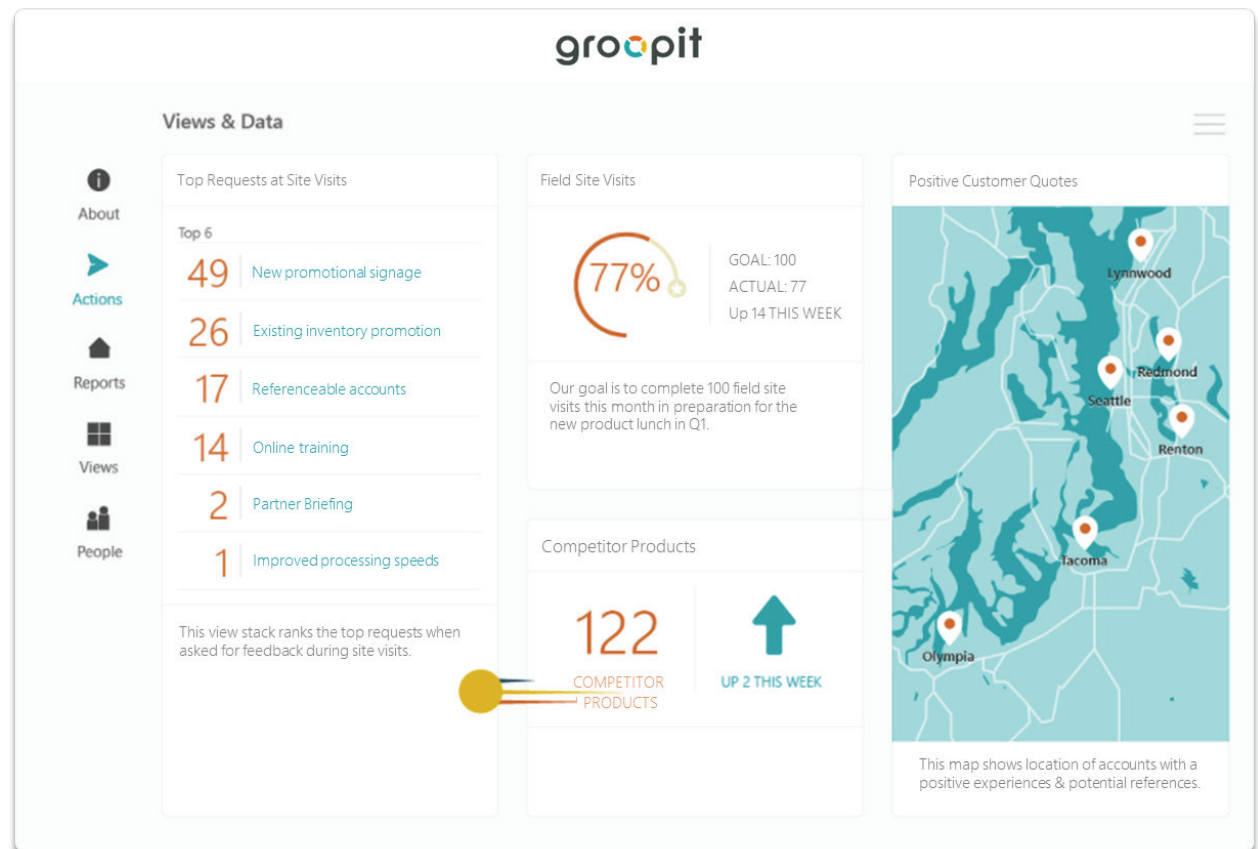 groopit
Views & Data
About
Actions
Reports
Views
People
Top Requests at Site Visits
Top 6
49 New promotional signage
26 Existing inventory promotion
17 Referenceable accounts
14 Online training
2 Partner Briefing
1 Improved processing speeds
This view stack ranks the top requests when
asked for feedback during site visits.
Field Site Visits
77%
GOAL: 100
ACTUAL: 77
Up 14 THIS WEEK
Our goal is to complete 100 field site
visits this month in preparation for the
new product lunch in Q1.
Competitor Products
122
COMPETITOR
PRODUCTS
UP 2 THIS WEEK
Positive Customer Quotes
Lynnwood
Redmond
Seattle
Renton
Tacoma
Olympia
This map shows location of accounts with a
positive experiences & potential references.